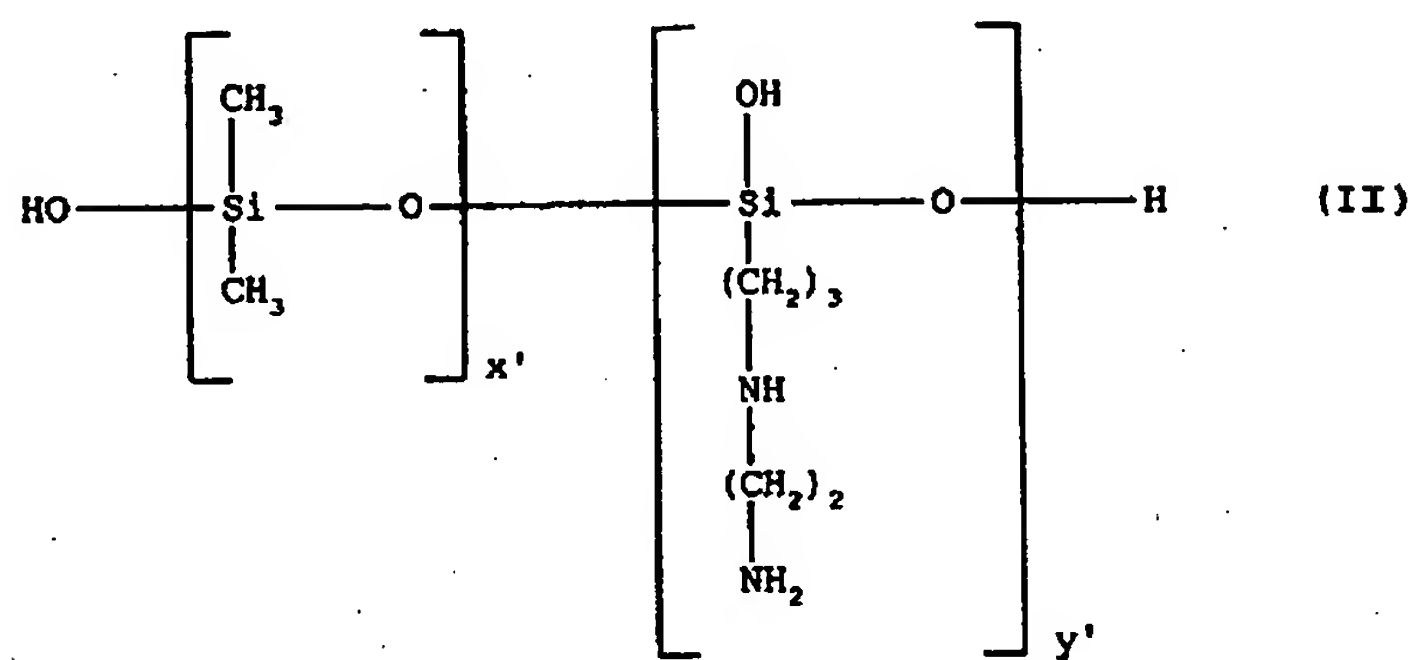 CH₃ OH
HO Si O Si O H (II)
CH₃ (CH₂)₃
x'
NH
(CH₂)₂
NH₂
y'